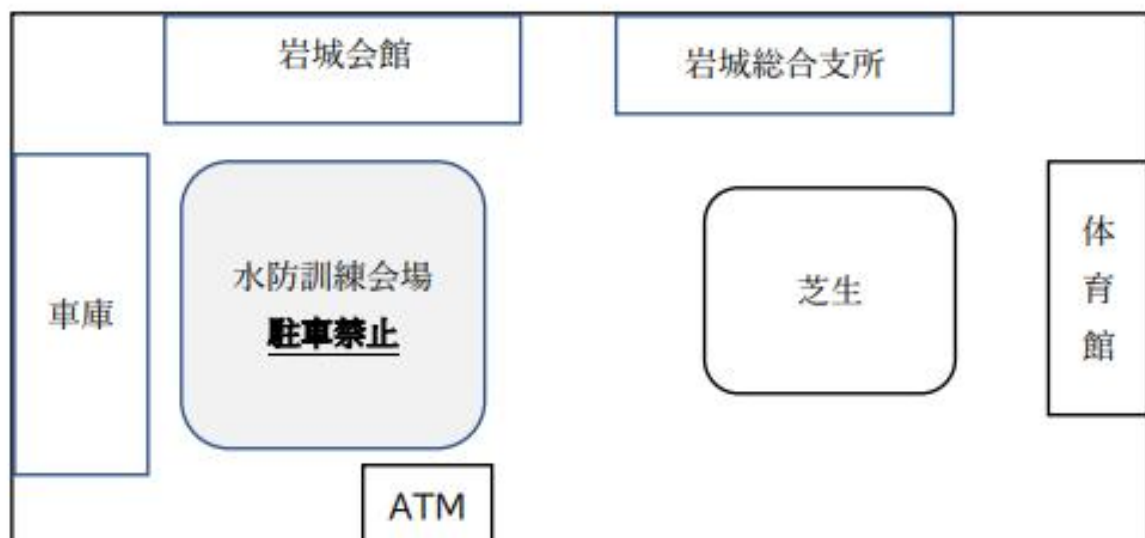 岩城会館
岩城総合支所
車庫
水防訓練会場
駐車禁止
芝生
体育館
ATM